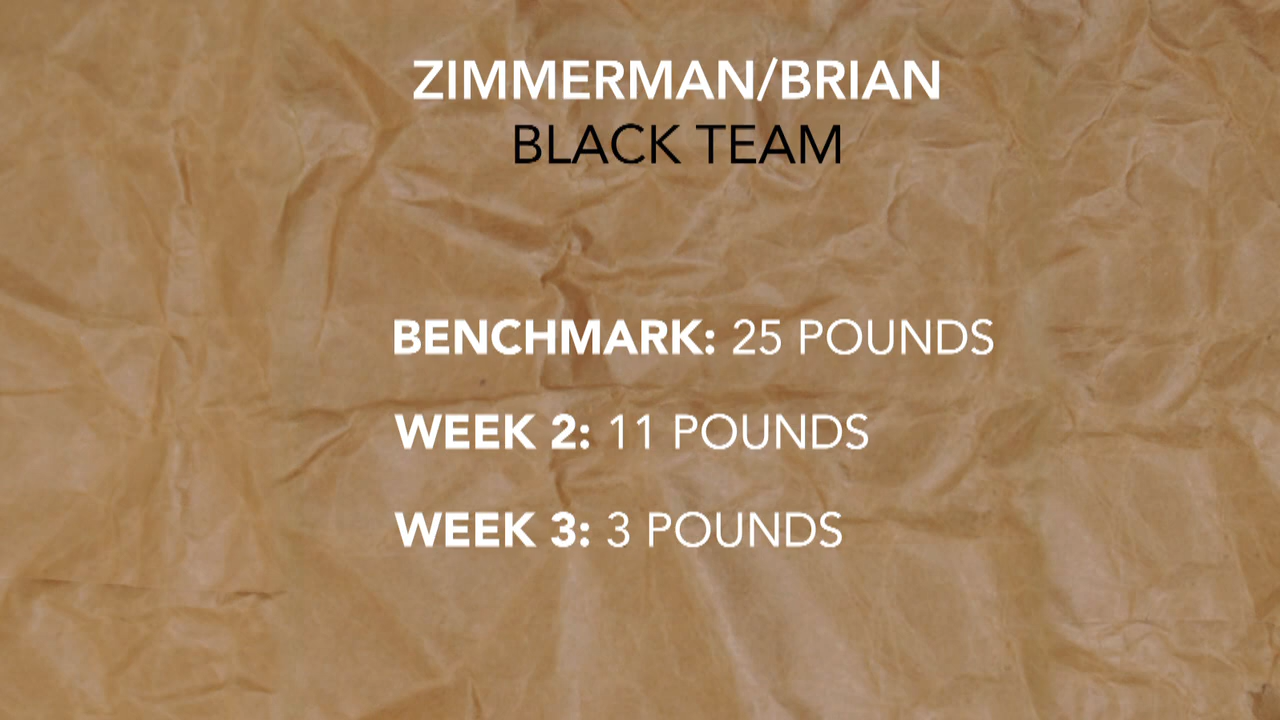 ZIMMERMAN/BRIAN
BLACK TEAM
BENCHMARK: 25 POUNDS
WEEK 2: 11 POUNDS
WEEK 3: 3 POUNDS